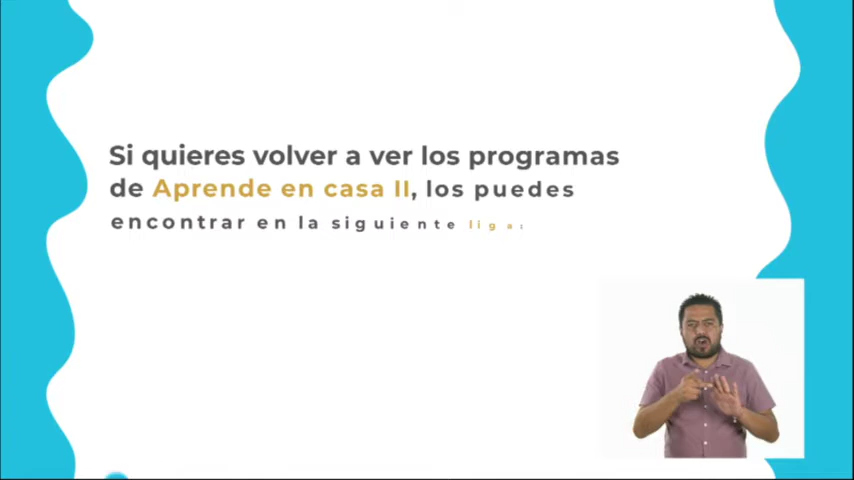 Si quieres volver a ver los programas
de Aprende en casa II, los puedes
encontrar en la siguiente liga: